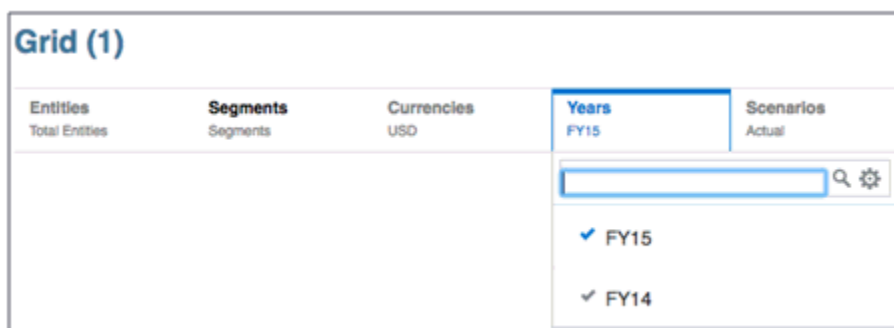 Grid (1)
Entities Segments Currencies Years Scenarios
Total Entities Segments USD FY15 Actual
FY15
FY14